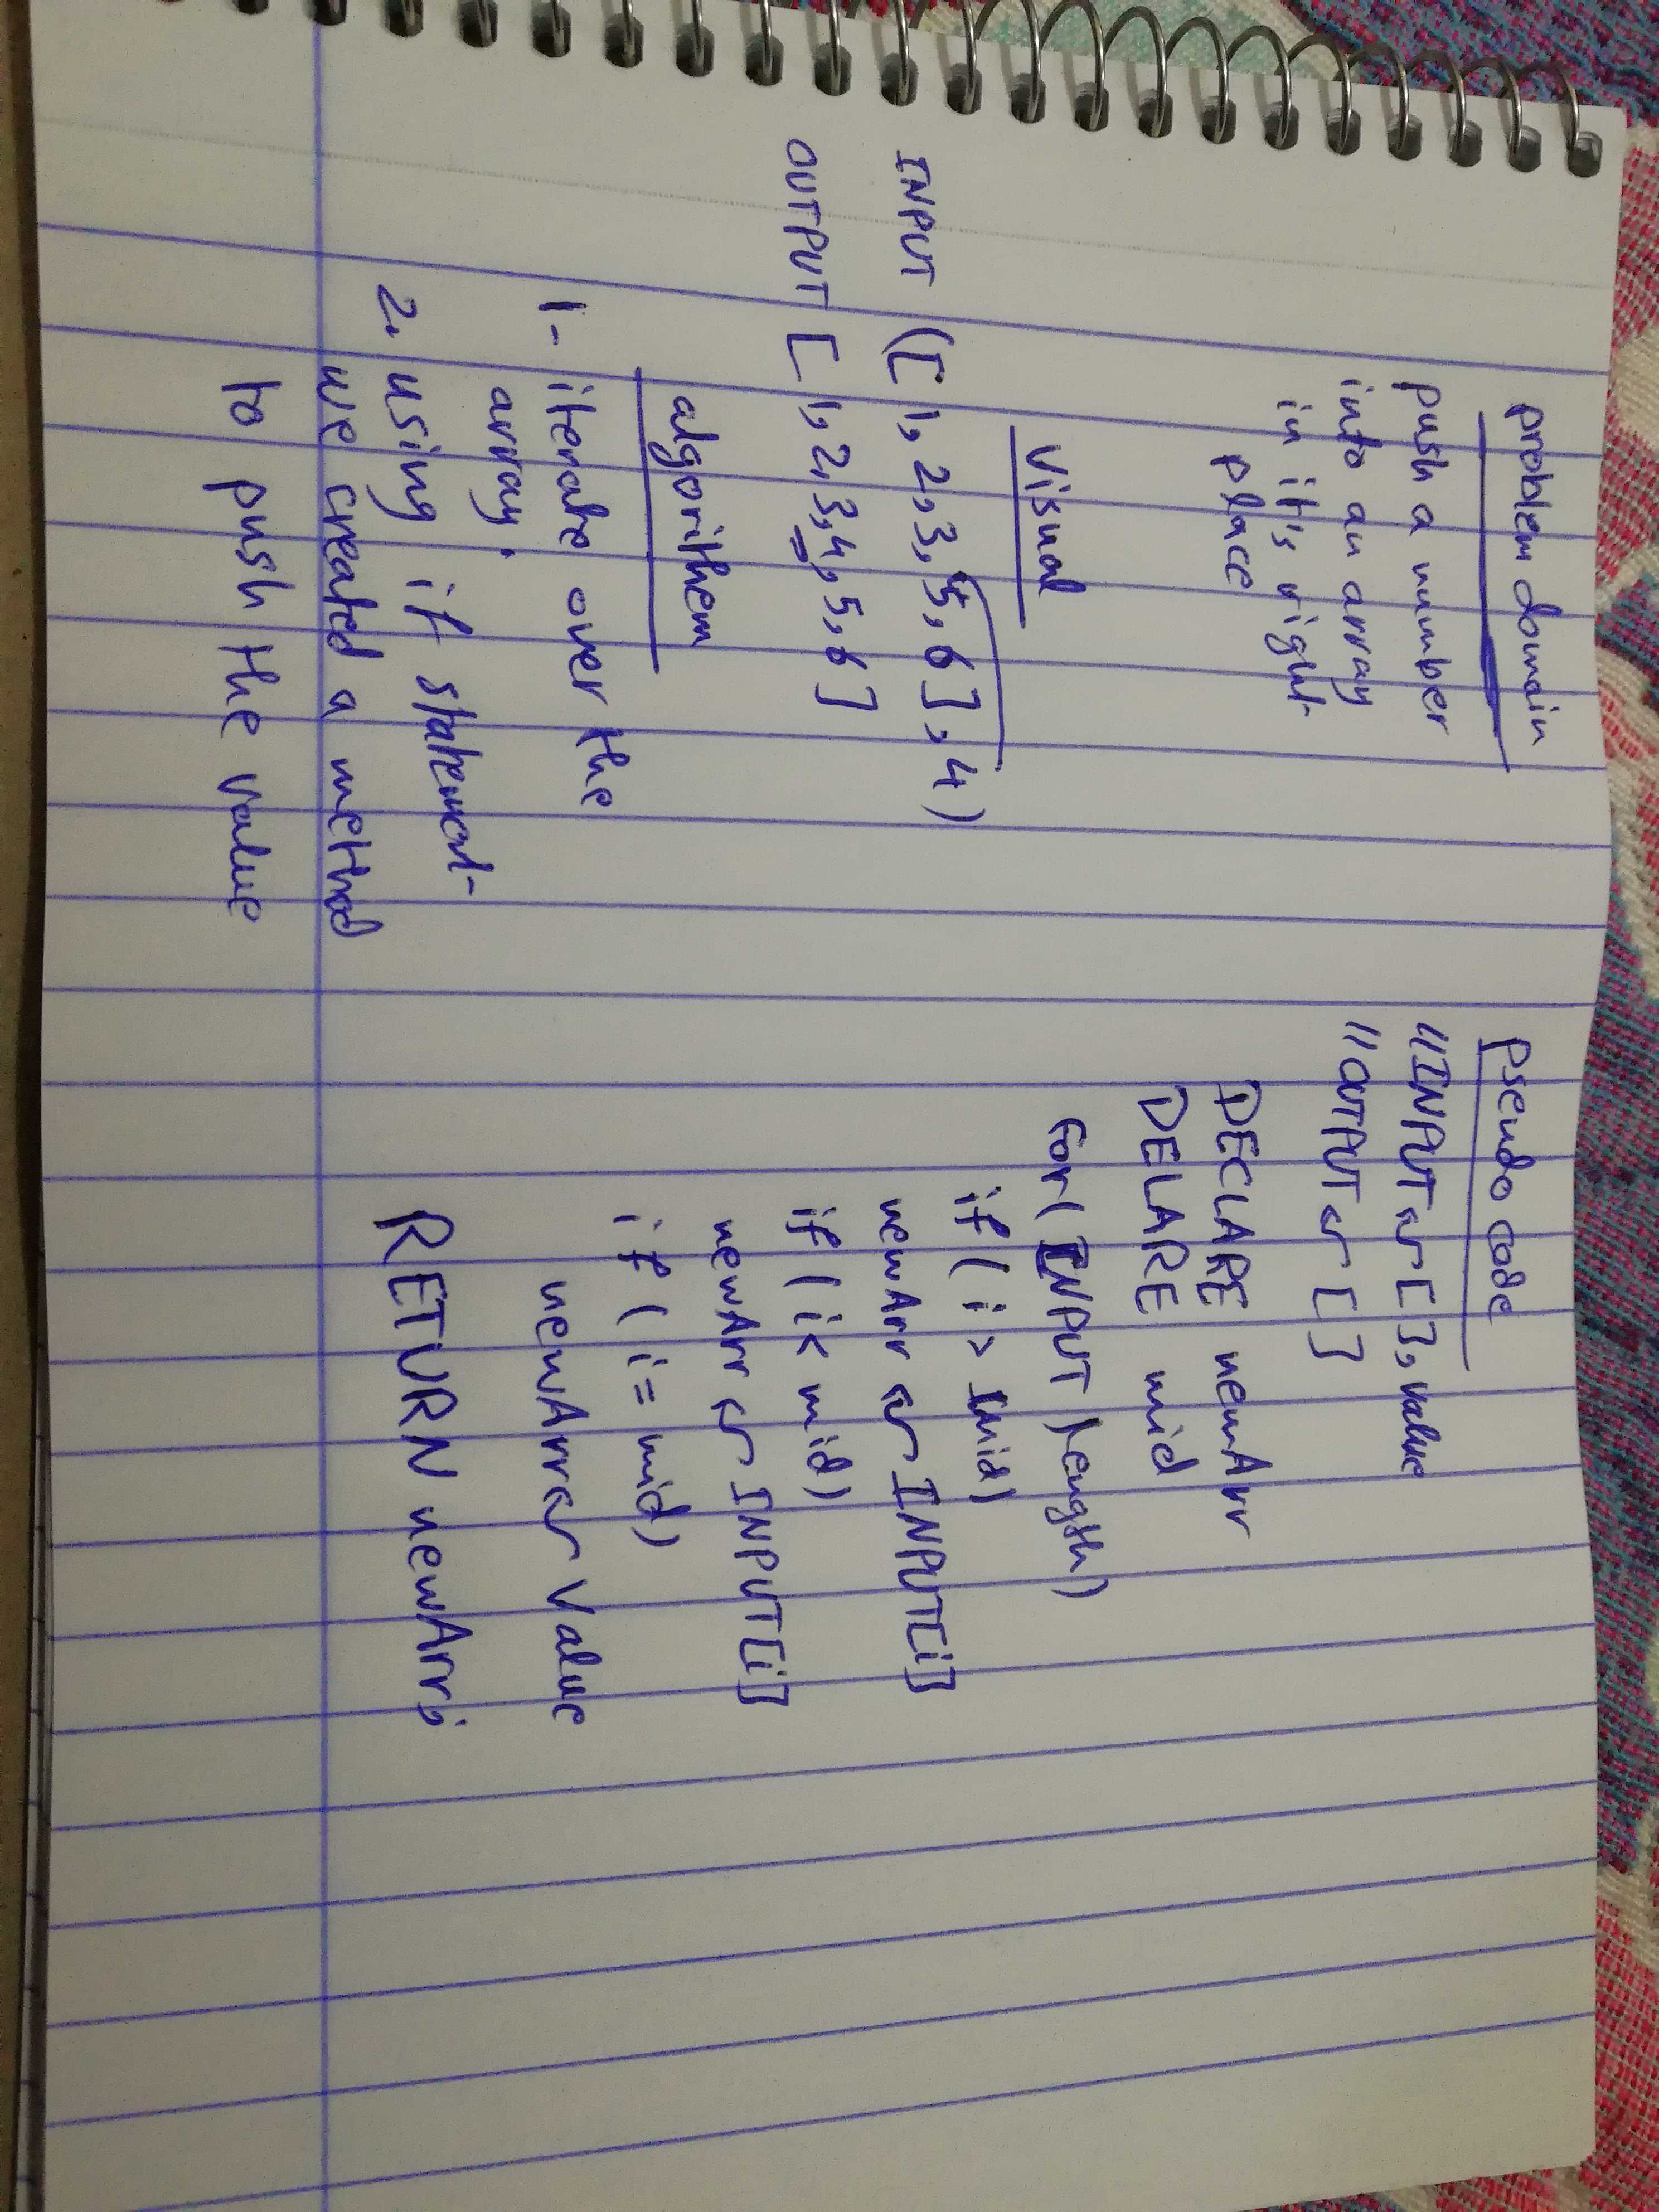 problem domain
push a number
into an array
in it's right
place
Visual
INPUT ([1,2,3,5,6],4)
OUTPUT [1,2,3,4,5,6]
algorithem
1- iterate over the
array.
2. using if statement
we created a method
to push the value
Pseudo code
//INPUT <- [], value
//OUTPUT <- []
DECLARE newArr
DELARE mid
for( INPUT length)
if (i > mid)
newArr <- INPUT[i]
if (i< mid)
newArr <- INPUT[i]
if (i= mid)
newArr <- value
RETURN newArr;